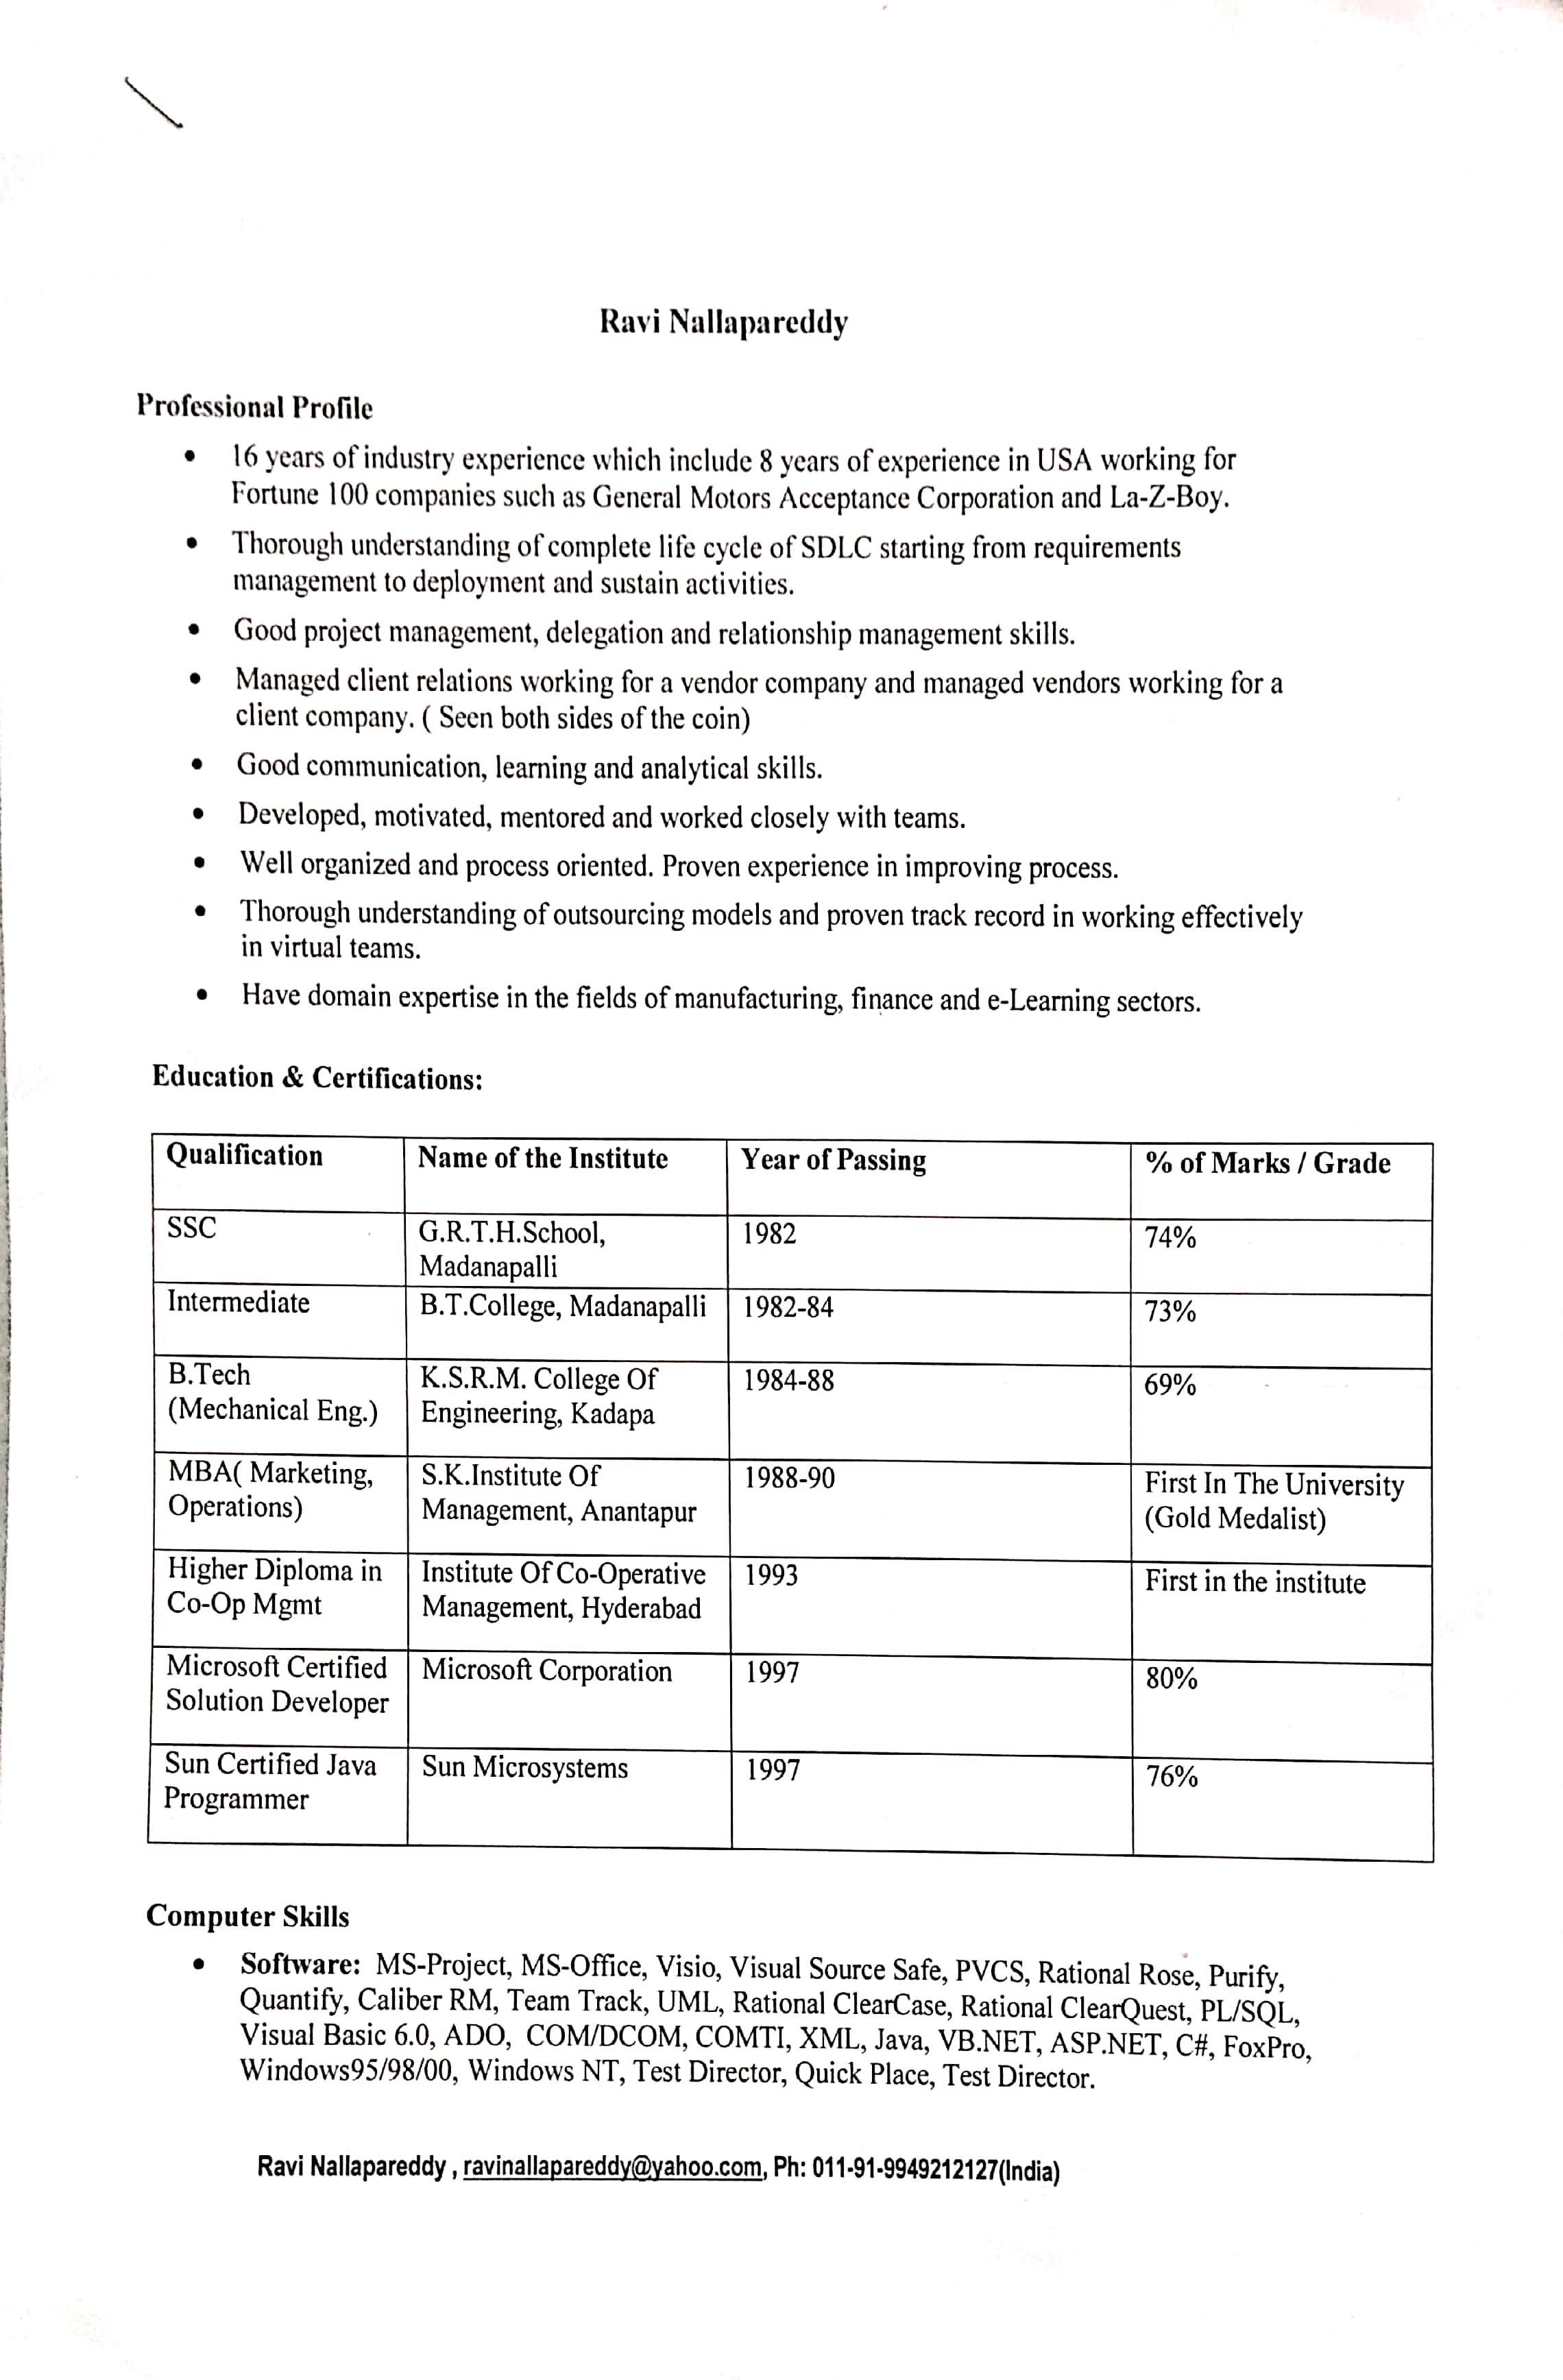 Ravi Nallapareddy
Professional Profile
• 16 years of industry experience which include 8 years of experience in USA working for
Fortune 100 companies such as General Motors Acceptance Corporation and La-Z-Boy.
• Thorough understanding of complete life cycle of SDLC starting from requirements
management to deployment and sustain activities.
• Good project management, delegation and relationship management skills.
• Managed client relations working for a vendor company and managed vendors working for a
client company. ( Seen both sides of the coin)
• Good communication, learning and analytical skills.
• Developed, motivated, mentored and worked closely with teams.
• Well organized and process oriented. Proven experience in improving process.
• Thorough understanding of outsourcing models and proven track record in working effectively
in virtual teams.
• Have domain expertise in the fields of manufacturing, finance and e-Learning sectors.
Education & Certifications:
Qualification Name of the Institute Year of Passing % of Marks / Grade
SSC G.R.T.H.School, 1982 74%
Madanapalli
Intermediate B.T.College, Madanapalli 1982-84 73%
B.Tech K.S.R.M. College Of 1984-88 69%
(Mechanical Eng.) Engineering, Kadapa
MBA( Marketing, S.K.Institute Of 1988-90 First In The University
Operations) Management, Anantapur (Gold Medalist)
Higher Diploma in Institute Of Co-Operative 1993 First in the institute
Co-Op Mgmt Management, Hyderabad
Microsoft Certified Microsoft Corporation 1997 80%
Solution Developer
Sun Certified Java Sun Microsystems 1997 76%
Programmer
Computer Skills
• Software: MS-Project, MS-Office, Visio, Visual Source Safe, PVCS, Rational Rose, Purify,
Quantify, Caliber RM, Team Track, UML, Rational ClearCase, Rational ClearQuest, PL/SQL,
Visual Basic 6.0, ADO, COM/DCOM, COMTI, XML, Java, VB.NET, ASP.NET, C#, FoxPro,
Windows95/98/00, Windows NT, Test Director, Quick Place, Test Director.
Ravi Nallapareddy , ravinallapareddy@yahoo.com, Ph: 011-91-9949212127(India)